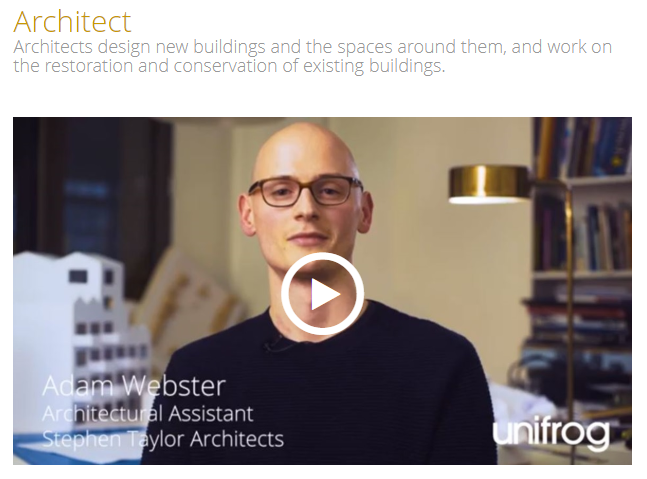 Architect
Architects design new buildings and the spaces around them, and work on
the restoration and conservation of existing buildings.
Adam Webster
Architectural Assistant
Stephen Taylor Architects
unifrog